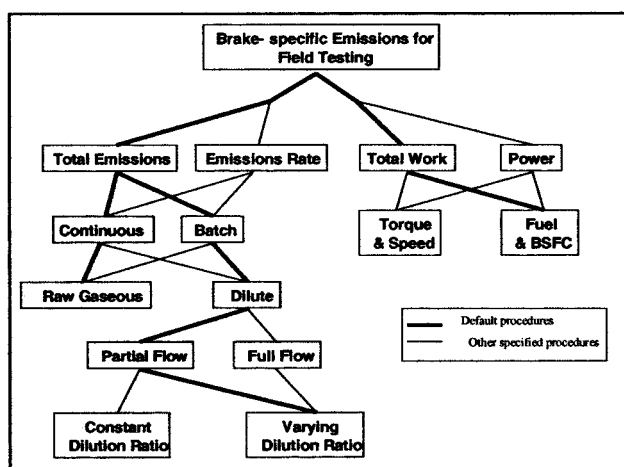 Brake- specific Emissions for
Field Testing
Total Emissions
Emissions Rate
Total Work
Power
Continuous
Batch
Torque
& Speed
Fuel
& BSFC
Raw Gaseous
Dilute
Default procedures
Other specified procedures
Partial Flow
Full Flow
Constant
Dilution Ratio
Varying
Dilution Ratio